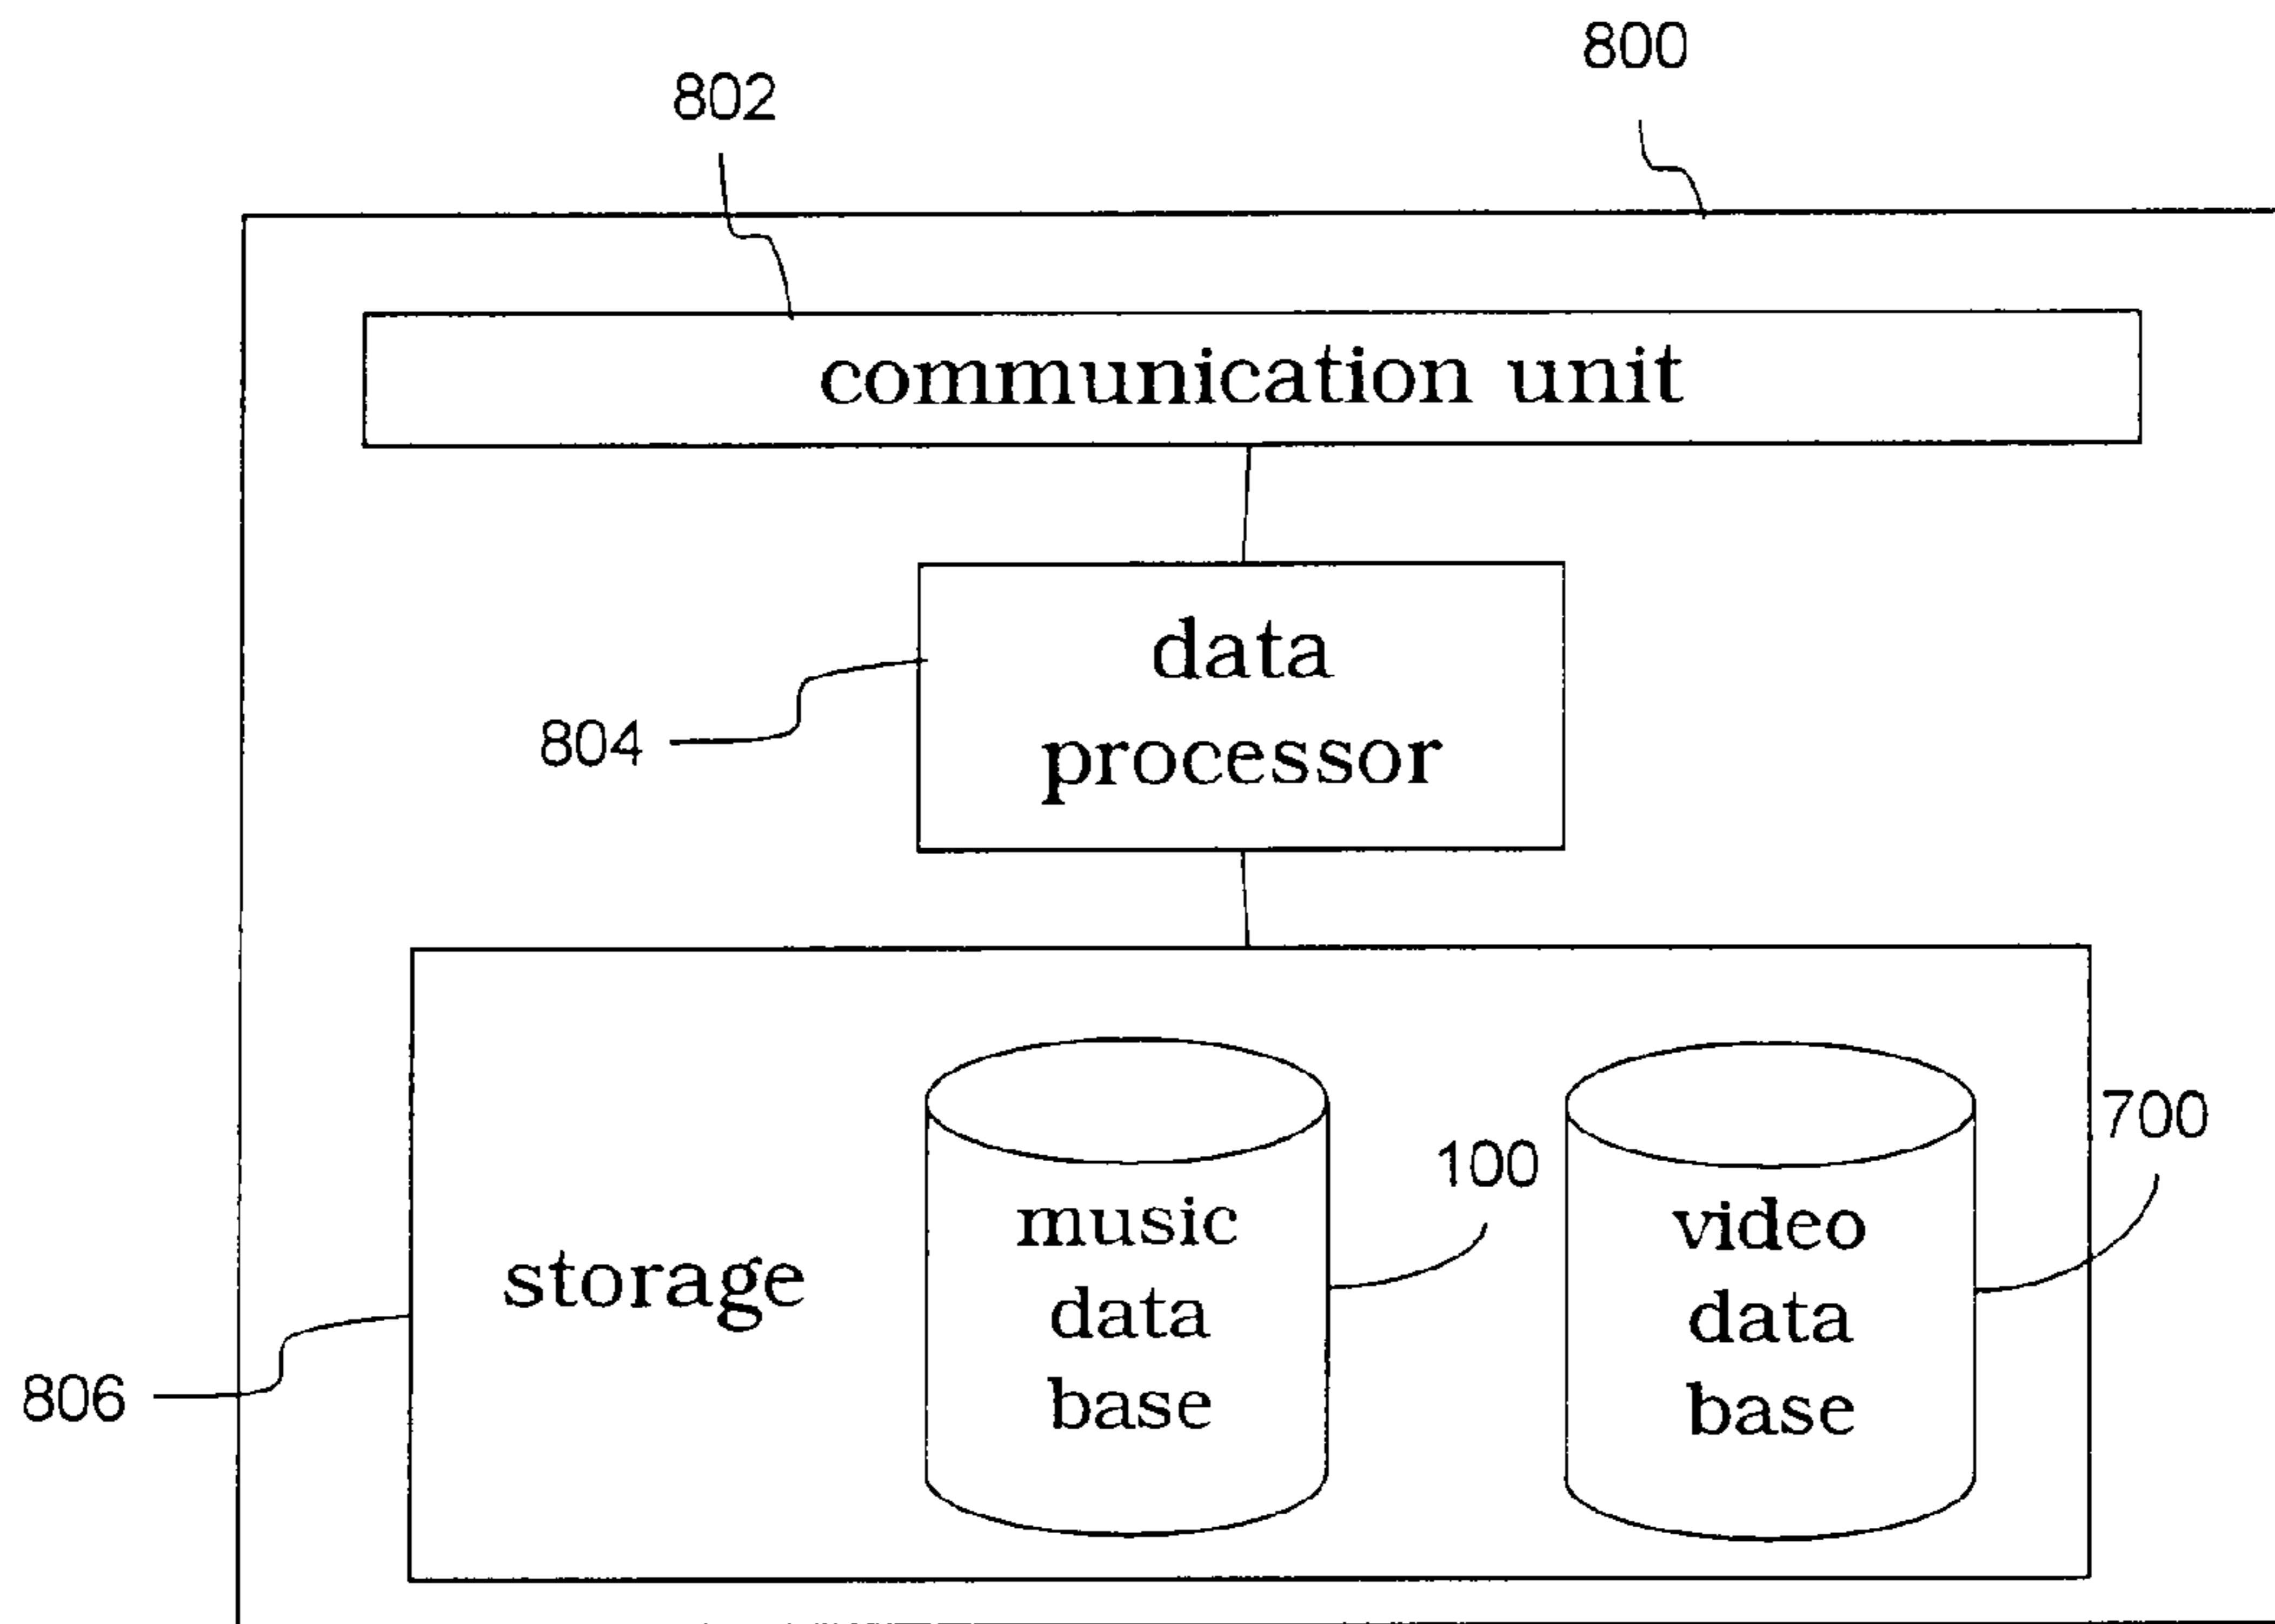 800
802
communication unit
data
processor
804
700
100
music
data
base
video
data
base
storage
806